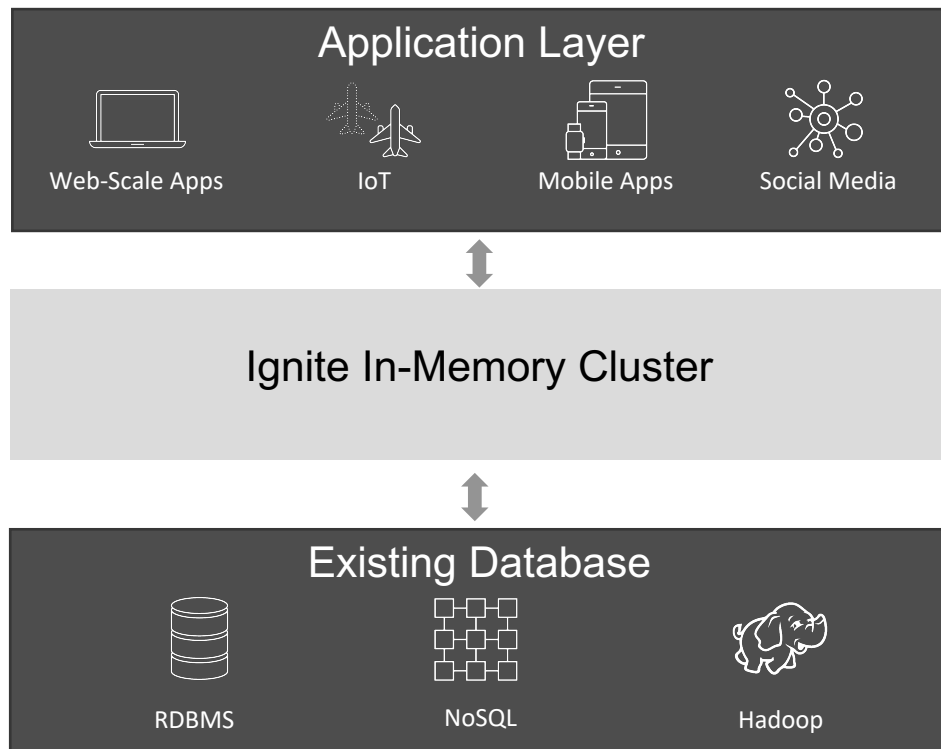 Application Layer
Web-Scale Apps IoT Mobile Apps Social Media
Ignite In-Memory Cluster
Existing Database
RDBMS NoSQL Hadoop